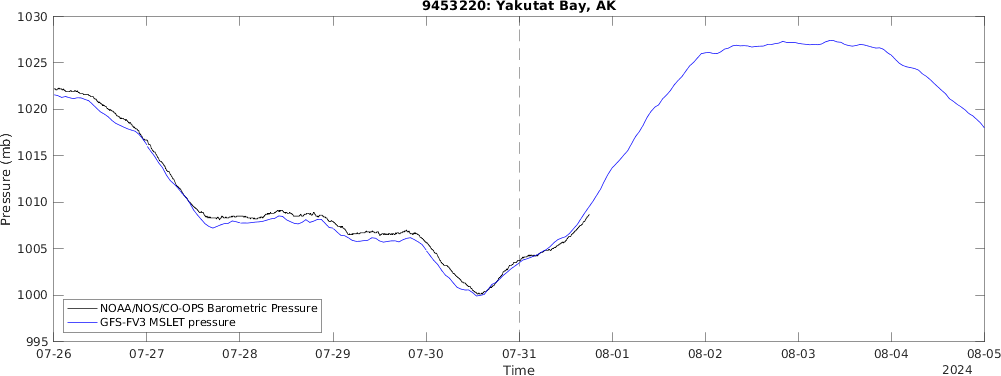 9453220: Yakutat Bay, AK
1030
1025
1020
1015
1010
1005
1000
995
Pressure (mb)
NOAA/NOS/CO-OPS Barometric Pressure
GFS-FV3 MSLET pressure
07-26 07-27 07-28 07-29 07-30 07-31 08-01 08-02 08-03 08-04 08-05
Time
2024